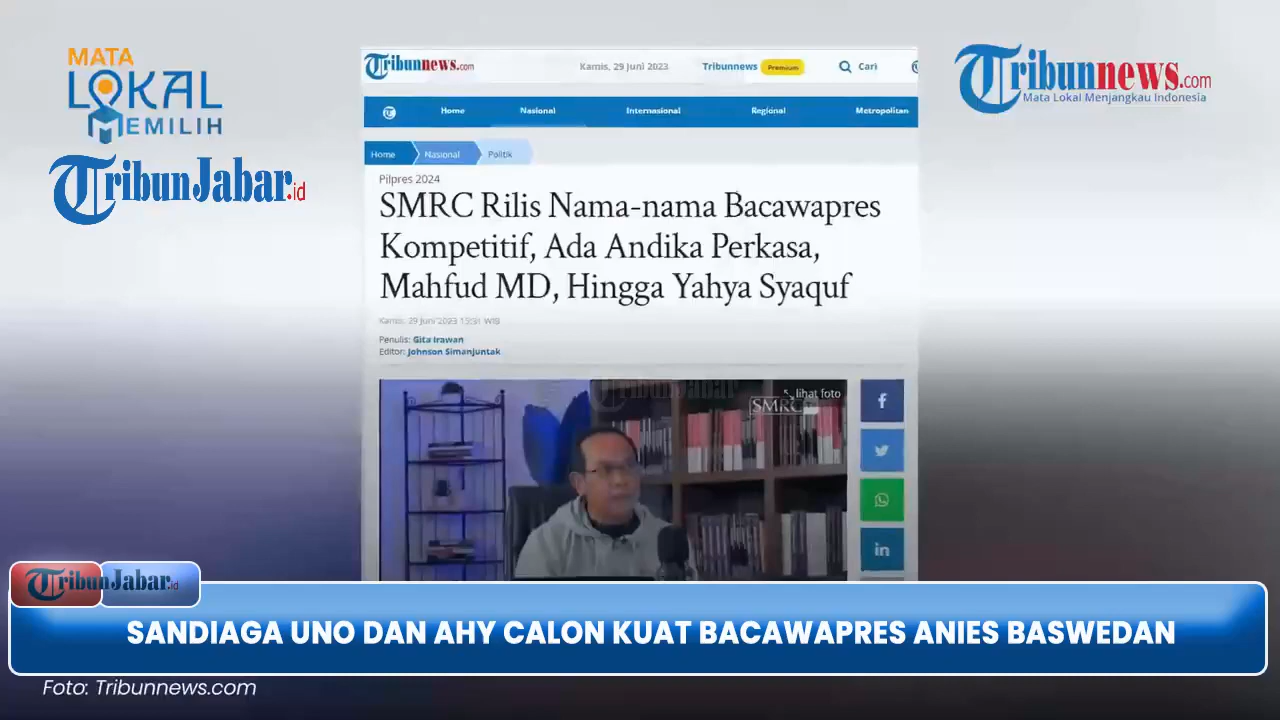 MATA
LOKAL
MEMILIH
TribunJabar.id
Tribunnews.com
Kamis, 29 Juni 2023
Tribunnews
Premium
Cari
Tribunnews.com
Mata Lokal Menjangkau Indonesia
Home
Nasional
Internasional
Regional
Metropolitan
Home
Nasional
Politik
Pilpres 2024
SMRC Rilis Nama-nama Bacawapres
Kompetitif, Ada Andika Perkasa,
Mahfud MD, Hingga Yahya Syaquf
Kamis, 29 Juni 2023 15:31 WIB
Penulis: Gita Irawan
Editor: Johnson Simanjuntak
TribunJabar
lihat foto
SMRC
TribunJabar.id
SANDIAGA UNO DAN AHY CALON KUAT BACAWAPRES ANIES BASWEDAN
Foto: Tribunnews.com